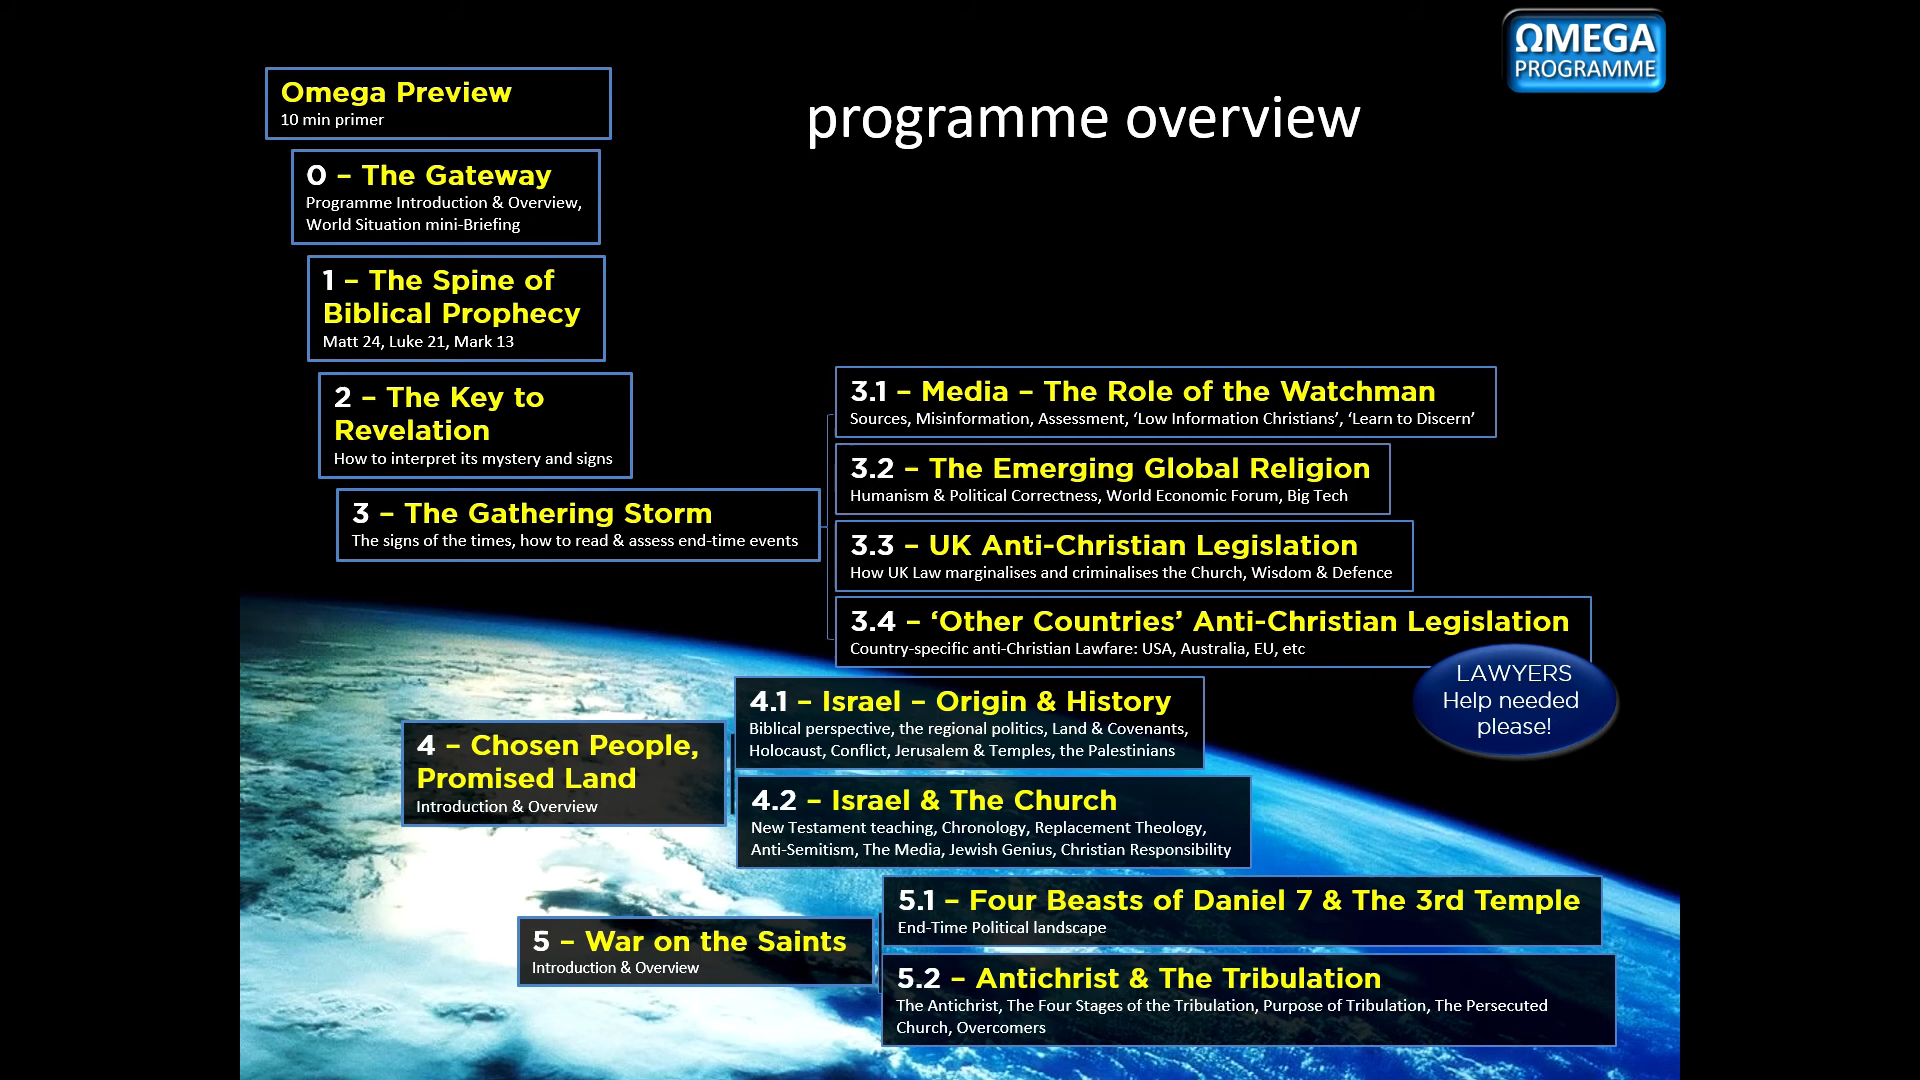 ΩMEGA
PROGRAMME
programme overview
Omega Preview
10 min primer
0 – The Gateway
Programme Introduction & Overview,
World Situation mini-Briefing
1 – The Spine of
Biblical Prophecy
Matt 24, Luke 21, Mark 13
2 – The Key to
Revelation
How to interpret its mystery and signs
3 – The Gathering Storm
The signs of the times, how to read & assess end-time events
3.1 – Media – The Role of the Watchman
Sources, Misinformation, Assessment, ‘Low Information Christians’, ‘Learn to Discern’
3.2 – The Emerging Global Religion
Humanism & Political Correctness, World Economic Forum, Big Tech
3.3 – UK Anti-Christian Legislation
How UK Law marginalises and criminalises the Church, Wisdom & Defence
3.4 – ‘Other Countries’ Anti-Christian Legislation
Country-specific anti-Christian Lawfare: USA, Australia, EU, etc
LAWYERS
Help needed
please!
4 – Chosen People,
Promised Land
Introduction & Overview
4.1 – Israel – Origin & History
Biblical perspective, the regional politics, Land & Covenants,
Holocaust, Conflict, Jerusalem & Temples, the Palestinians
4.2 – Israel & The Church
New Testament teaching, Chronology, Replacement Theology,
Anti-Semitism, The Media, Jewish Genius, Christian Responsibility
5 – War on the Saints
Introduction & Overview
5.1 – Four Beasts of Daniel 7 & The 3rd Temple
End-Time Political landscape
5.2 – Antichrist & The Tribulation
The Antichrist, The Four Stages of the Tribulation, Purpose of Tribulation, The Persecuted
Church, Overcomers